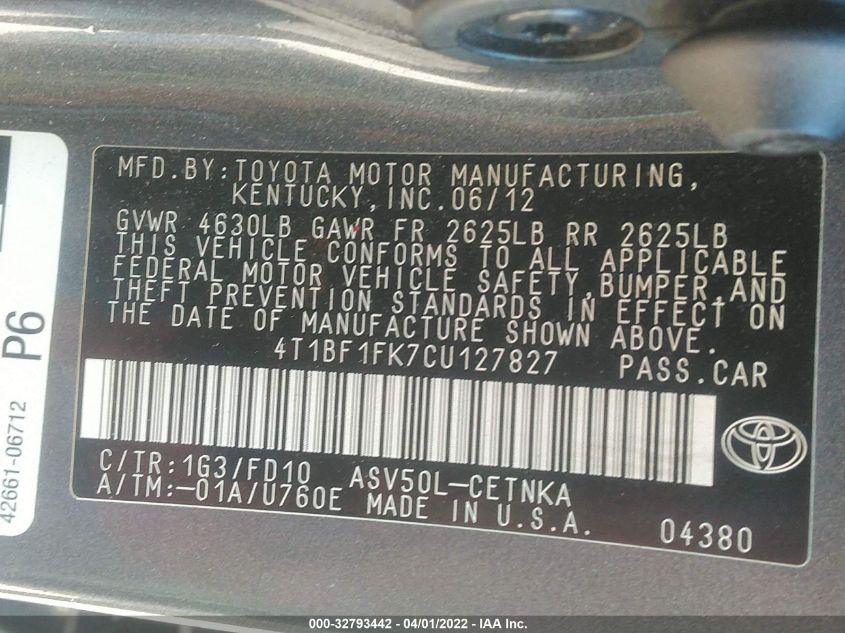 MFD.BY:TOYOTA MOTOR MANUFACTURING,
KENTUCKY,INC.06/12
GVWR 4630LB GAWR FR 2625LB RR 2625LB
THIS VEHICLE CONFORMS TO ALL APPLICABLE
FEDERAL MOTOR VEHICLE SAFETY,BUMPER,AND
THEFT PREVENTION STANDARDS IN EFFECT ON
THE DATE OF MANUFACTURE SHOWN ABOVE.
4T1BF1FK7CU127827 PASS.CAR
C/TR:1G3/FD10 ASV50L-CETNKA
A/TM:-01A/U760E MADE IN U.S.A. 04380
P6
42661-06712
000-32793442 - 04/01/2022 - IAA Inc.